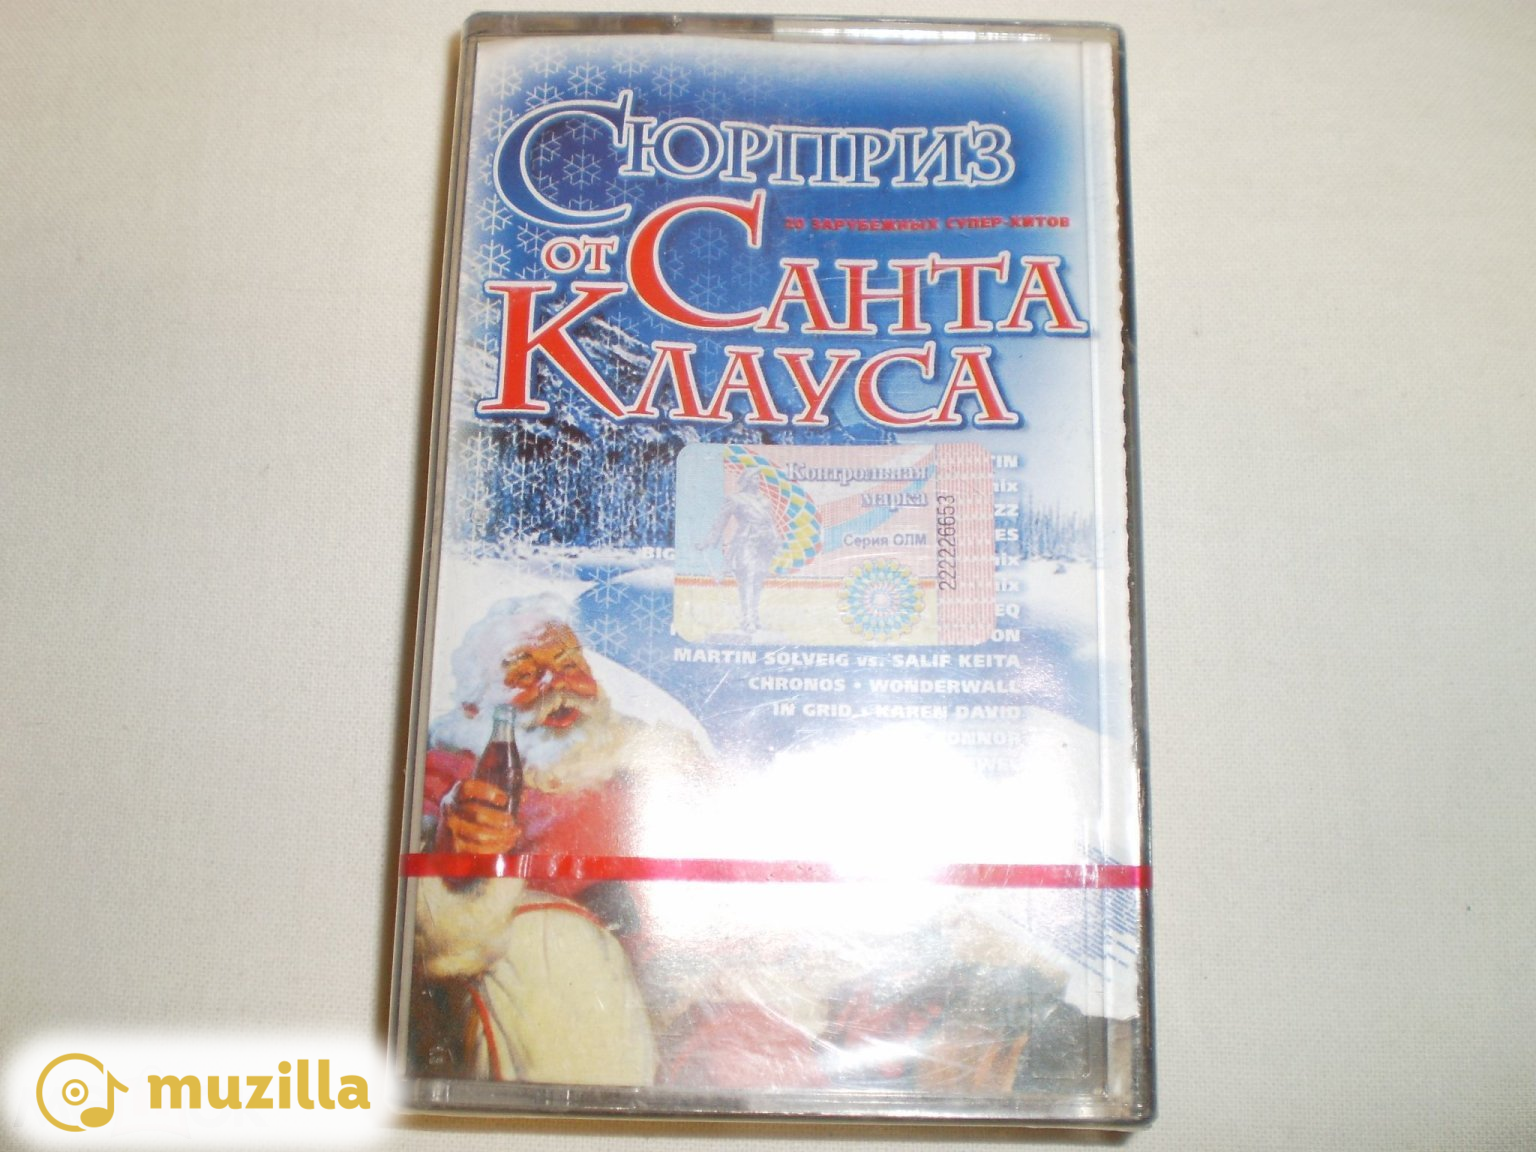 Сюрприз
20 зарубежных супер-хитов
от Санта
Клауса
Контрольная
марка
Серия ОЛМ
222226653
MARTIN SOLVEIG vs. SALIF KEITA
CHRONOS • WONDERWALL
IN GRID • KAREN DAVID
muzilla